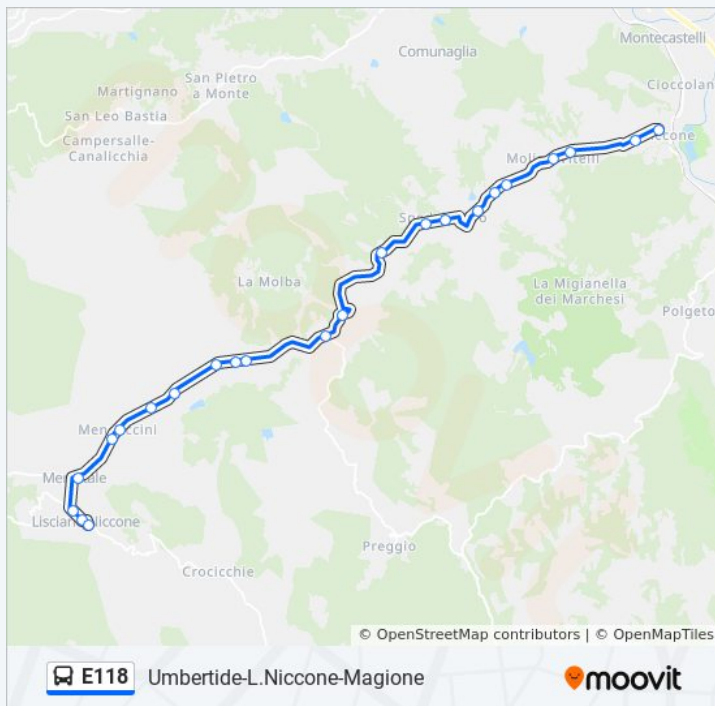 Montecastelli
Comunaglia
San Pietro
a Monte
Martignano
Cioccolan
San Leo Bastia
Campersalle-
Canalicchia
La Molba
La Migianella
dei Marchesi
Polgeto
Preggio
Crocicchie
© OpenStreetMap contributors | © OpenMapTiles
E118 Umbertide-L.Niccone-Magione moovit